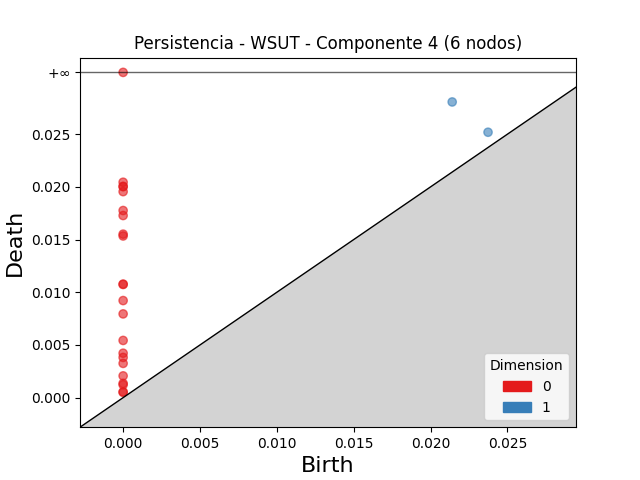 Persistencia - WSUT - Componente 4 (6 nodos)
+∞
0.025
0.020
0.015
0.010
0.005
0.000
Death
0.000 0.005 0.010 0.015 0.020 0.025
Birth
Dimension
0
1